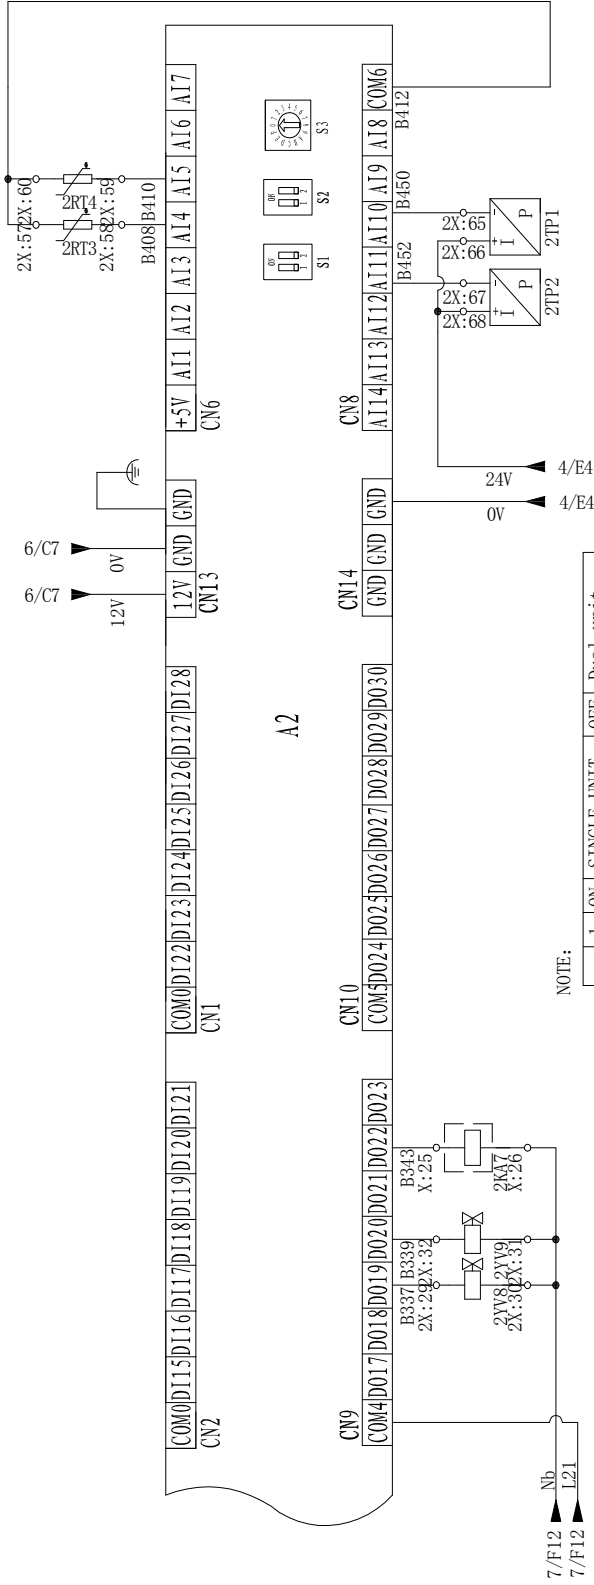 AI7
AI6
AI5
AI4
AI3
AI2
AI1
+5V
CN6
2X:60
2RT4
2X:59
B410
2X:57
2RT3
2X:58
B408
S3
ON
1 2
S2
ON
1 2
S1
COM6
B412
AI8
AI9
AI10
AI11
AI12
AI13
AI14
CN8
B450
B452
2X:65
2X:66
- P
+ I
2TP1
2X:67
2X:68
- P
+ I
2TP2
24V
4/E4
0V
4/E4
6/C7
0V
6/C7
12V
GND
GND
12V
CN13
GND
GND
GND
CN14
A2
DI28
DI27
DI26
DI25
DI24
DI23
DI22
COM0
CN1
DO30
DO29
DO28
DO27
DO26
DO25
DO24
COM5
CN10
DI21
DI20
DI19
DI18
DI17
DI16
DI15
COM0
CN2
DO23
DO22
DO21
DO20
DO19
DO18
DO17
COM4
CN9
B343
X:25
2KA7
X:26
B339
2X:32
2YV9
2X:31
B337
2X:29
2YV8
2X:30
Nb
7/F12
L21
7/F12
NOTE:
1 ON SINGLE UNIT OFF Dual unit